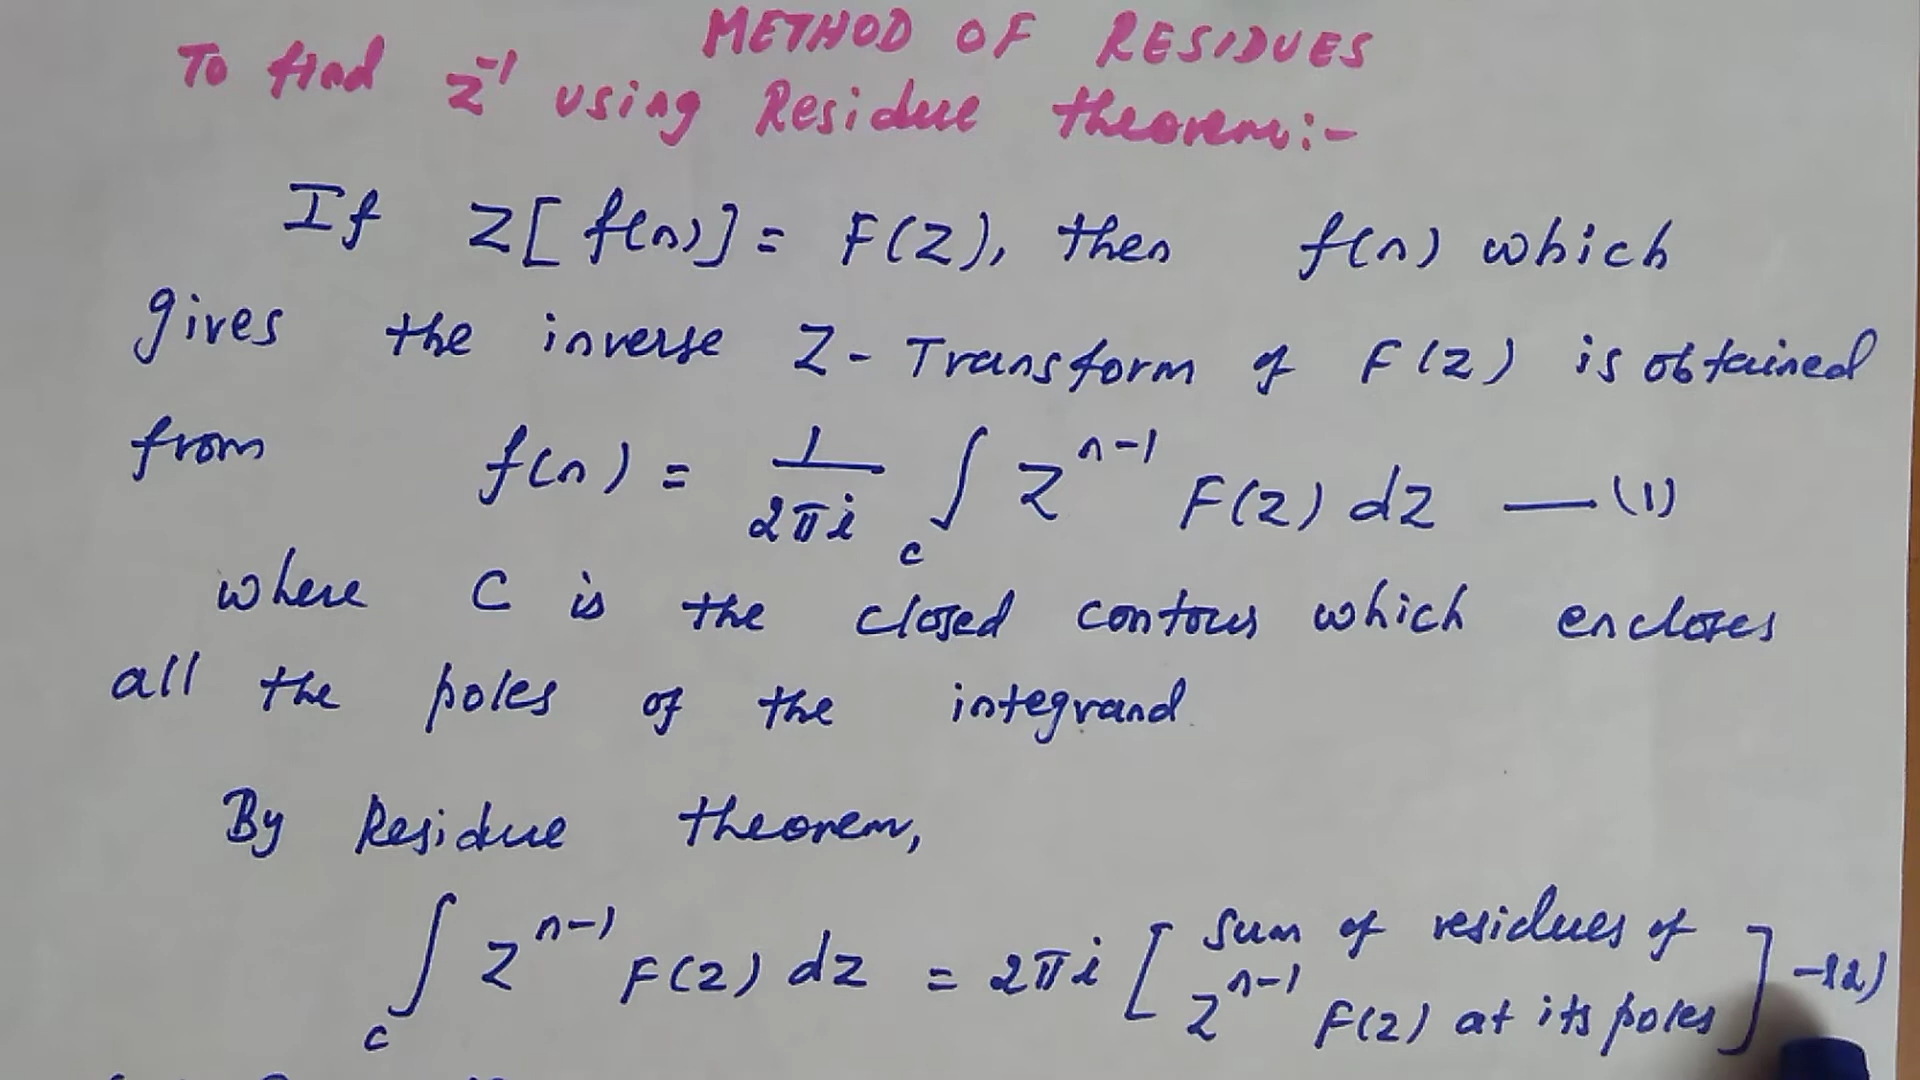 METHOD OF RESIDUES
To find z⁻¹ using Residue theorem:-
If Z[f(n)] = F(Z), then f(n) which
gives the inverse Z-Transform of F(Z) is obtained
from f(n) = 1/2πi ∫_C Z^(n-1) F(Z) dz —(1)
where C is the closed contour which encloses
all the poles of the integrand
By Residue theorem,
∫_C Z^(n-1) F(Z) dz = 2πi [ Sum of residues of Z^(n-1) F(Z) at its poles ] -(2)